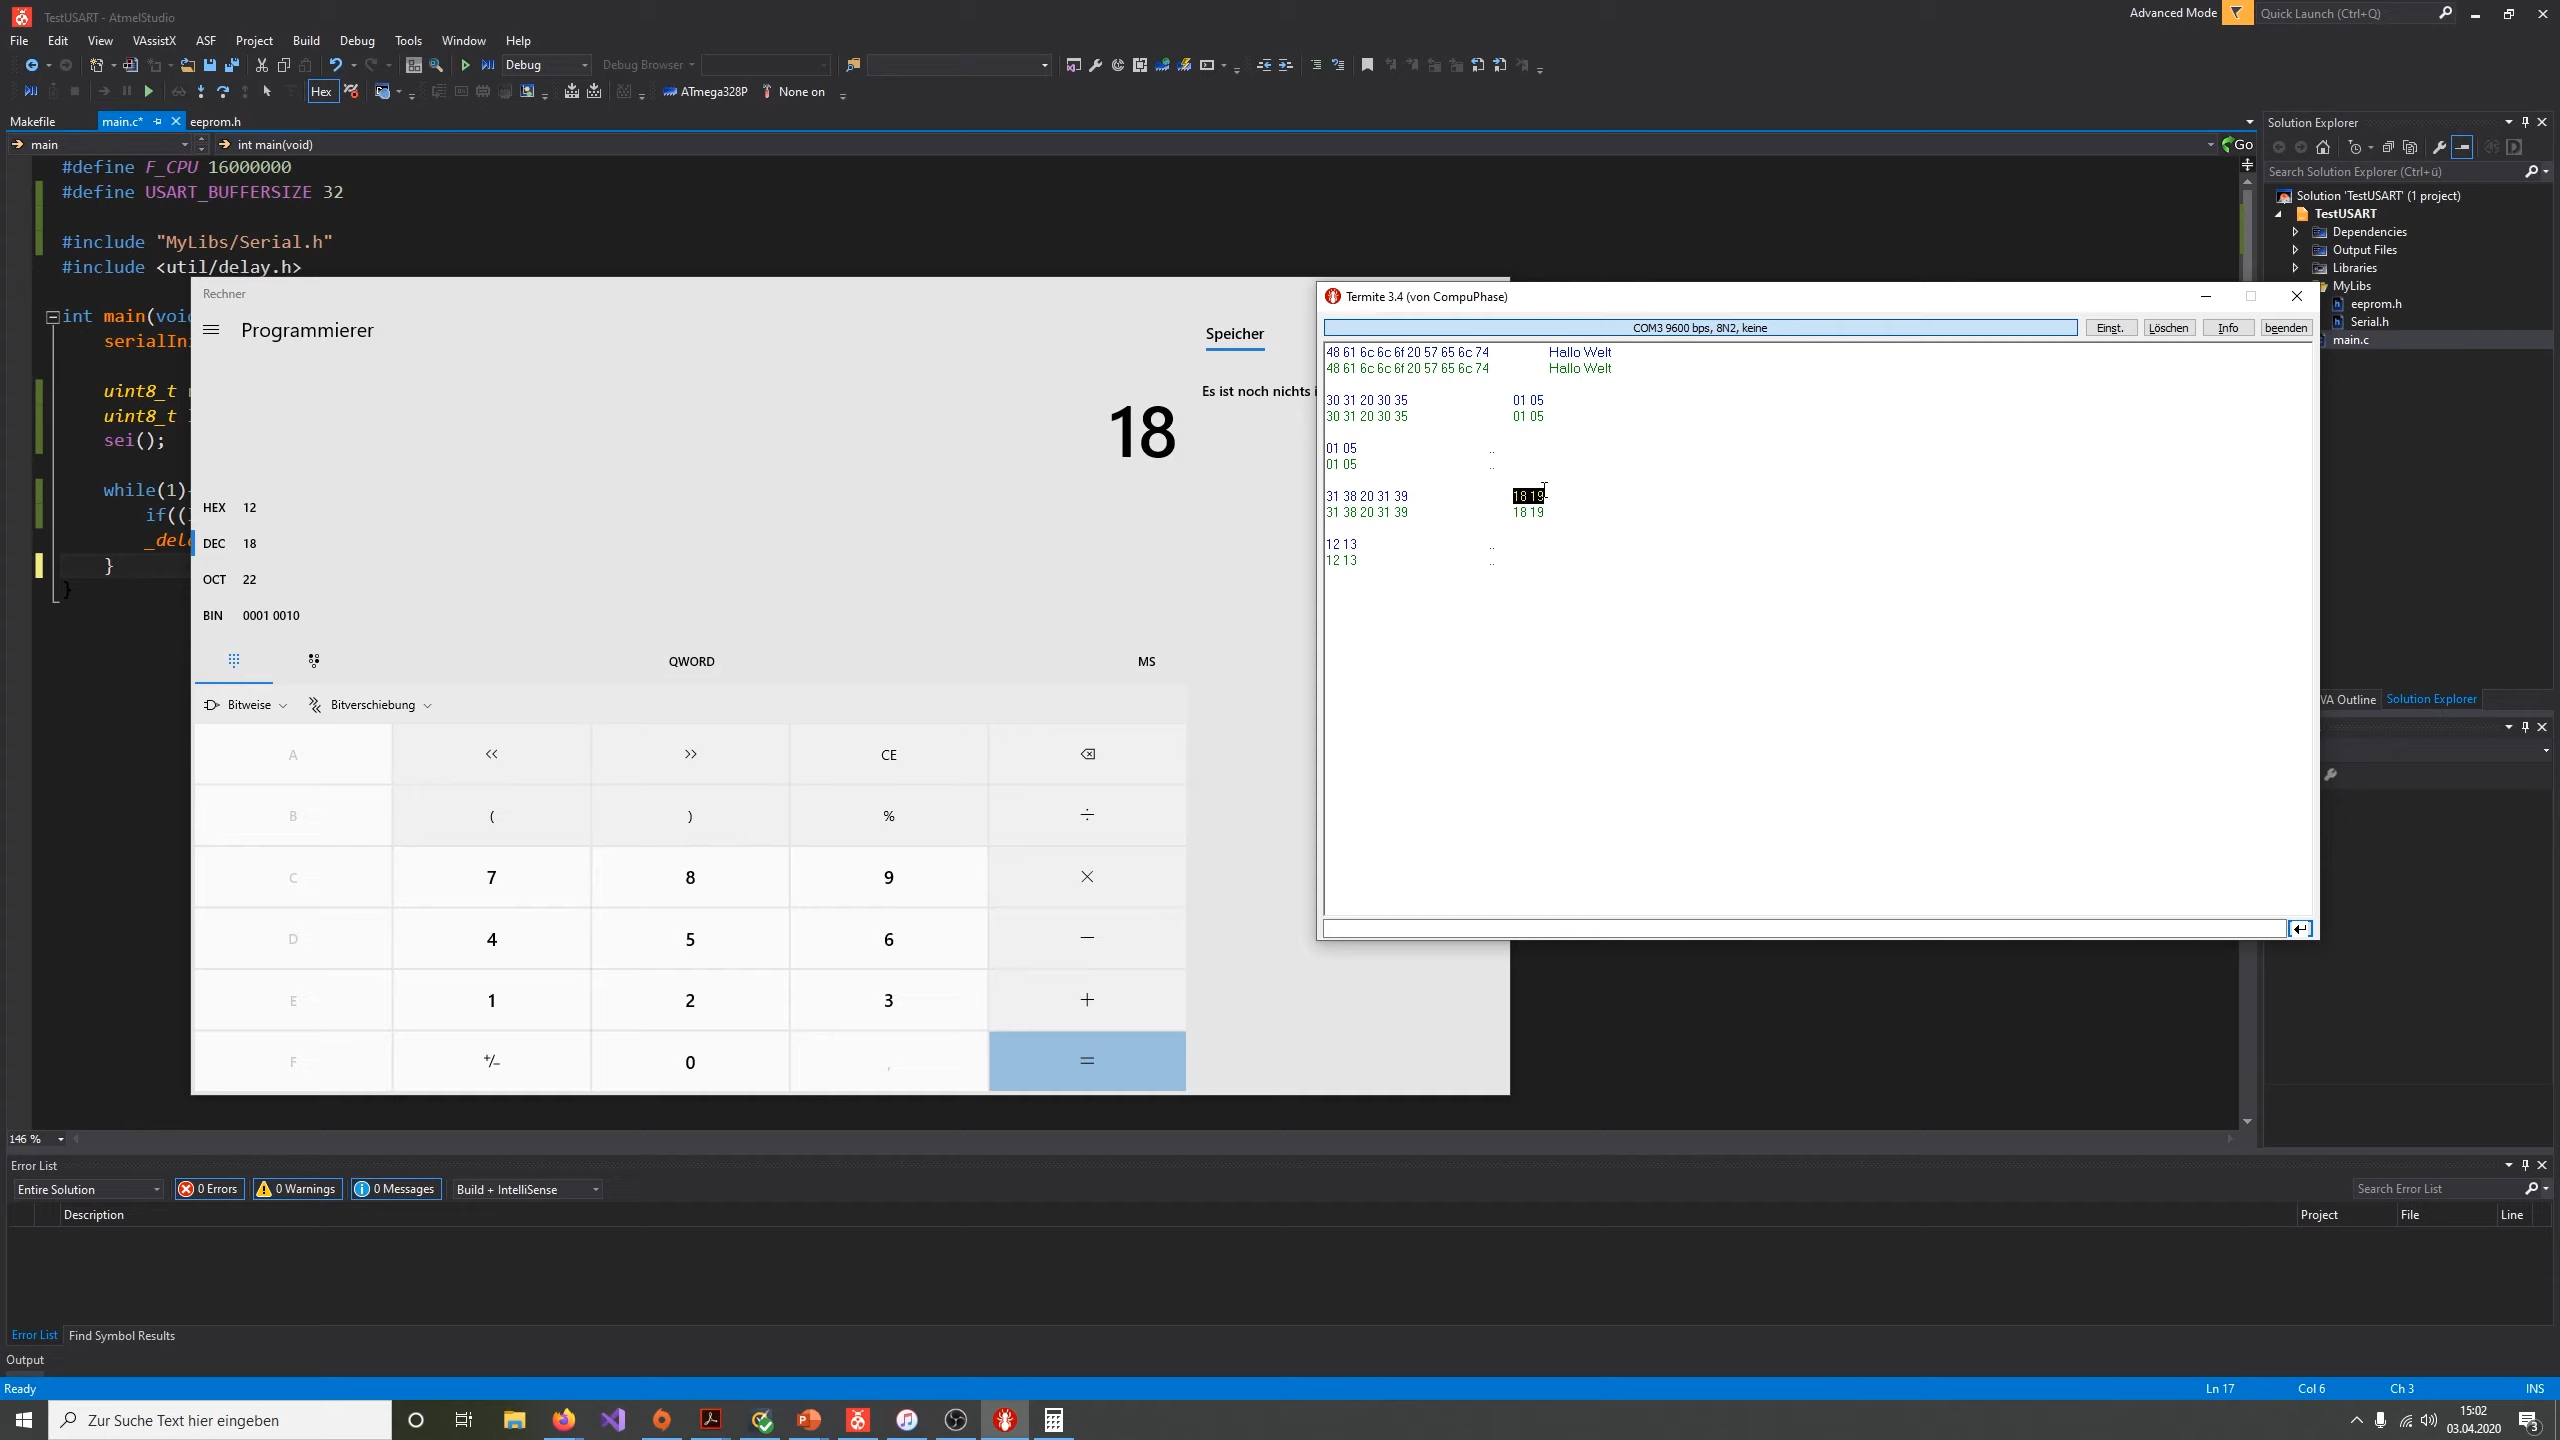 TestUSART - AtmelStudio
Advanced Mode
Quick Launch (Ctrl+Q)
File Edit View VAssistX ASF Project Build Debug Tools Window Help
Debug
Debug Browser
Hex
ATmega328P
None on
Makefile
main.c*
eeprom.h
main
int main(void)
Go
#define F_CPU 16000000
#define USART_BUFFERSIZE 32
#include "MyLibs/Serial.h"
#include <util/delay.h>
int main(voi
serialIn
uint8_t
uint8_t
sei();
while(1)
if((
_del
}
}
Rechner
Programmierer
18
HEX 12
DEC 18
OCT 22
BIN 0001 0010
QWORD
MS
Bitweise
Bitverschiebung
A << >> CE
B ( ) % ÷
C 7 8 9 ×
D 4 5 6 −
E 1 2 3 +
F +/− 0 , =
Speicher
Es ist noch nichts i
Termite 3.4 (von CompuPhase)
COM3 9600 bps, 8N2, keine
Einst.
Löschen
Info
beenden
48 61 6c 6c 6f 20 57 65 6c 74 Hallo Welt
48 61 6c 6c 6f 20 57 65 6c 74 Hallo Welt
30 31 20 30 35 01 05
30 31 20 30 35 01 05
01 05 ..
01 05 ..
31 38 20 31 39 18 19
31 38 20 31 39 18 19
12 13 ..
12 13 ..
Solution Explorer
Search Solution Explorer (Ctrl+ü)
Solution 'TestUSART' (1 project)
TestUSART
Dependencies
Output Files
Libraries
MyLibs
eeprom.h
Serial.h
main.c
VA Outline
Solution Explorer
146 %
Error List
Entire Solution
0 Errors
0 Warnings
0 Messages
Build + IntelliSense
Search Error List
Description
Project
File
Line
Error List
Find Symbol Results
Output
Ready
Ln 17
Col 6
Ch 3
INS
Zur Suche Text hier eingeben
15:02
03.04.2020
3